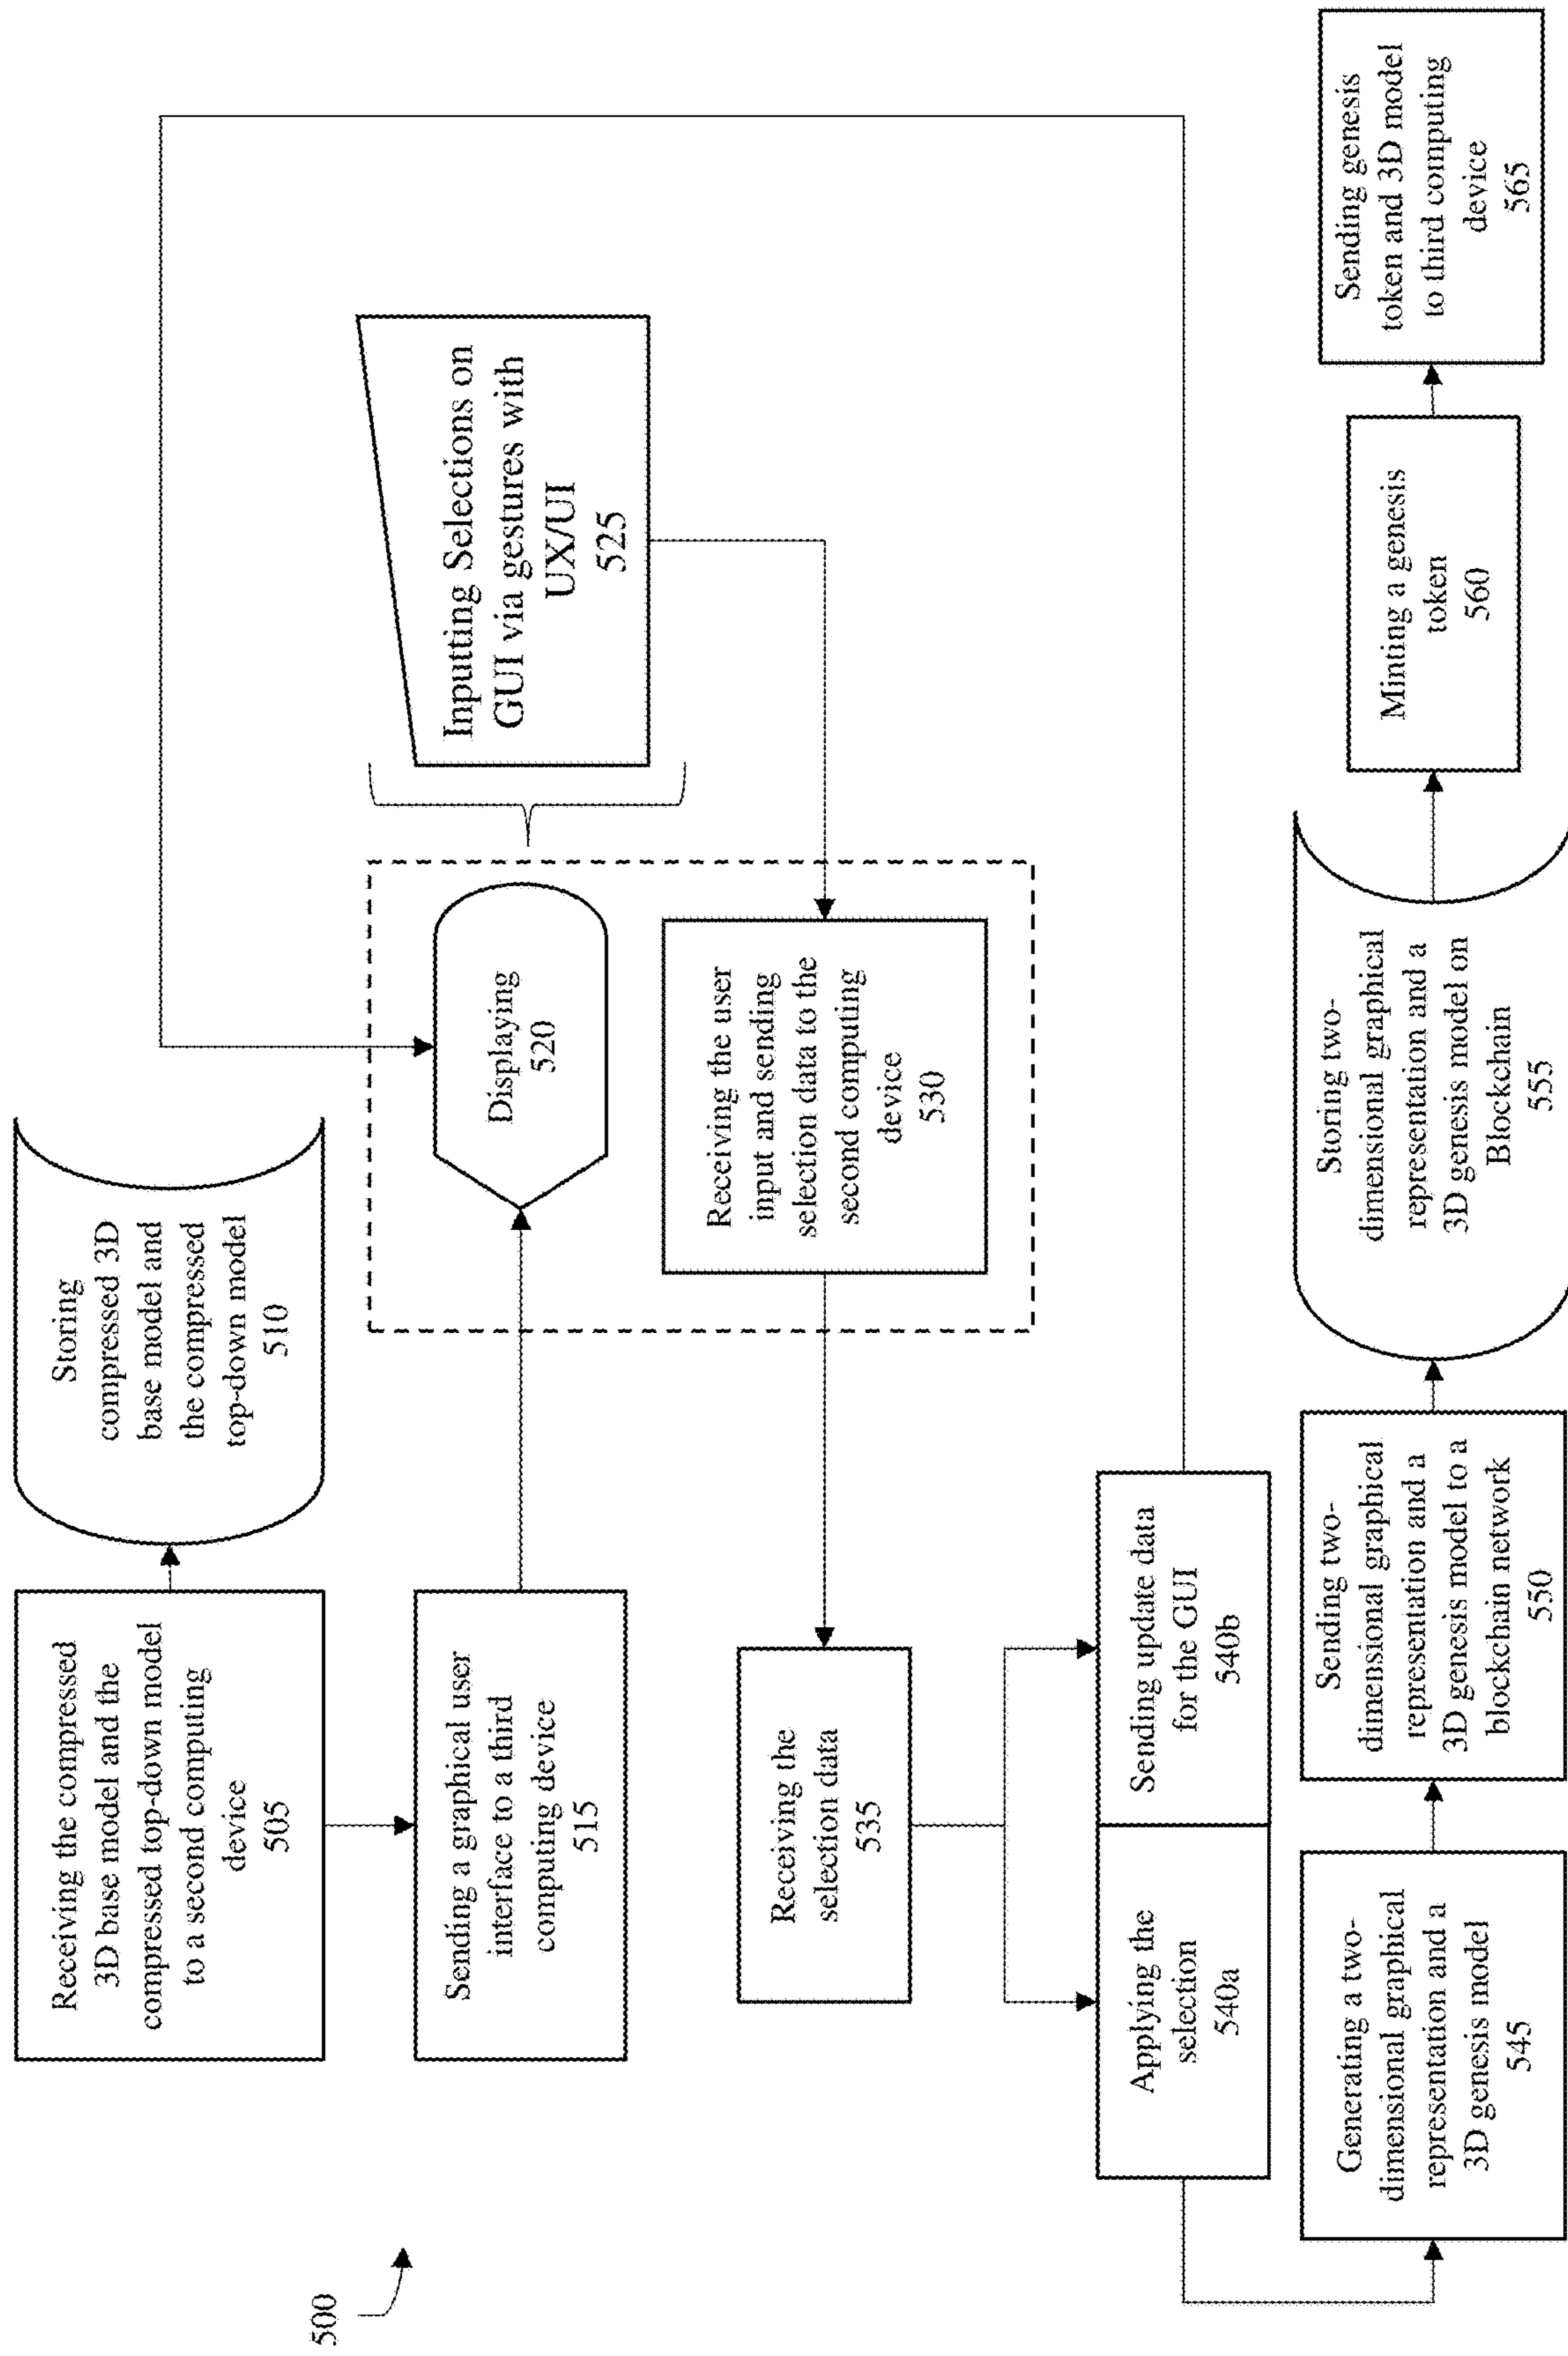 500
Receiving the compressed
3D base model and the
compressed top-down model
to a second computing
device
505
Storing
compressed 3D
base model and
the compressed
top-down model
510
Sending a graphical user
interface to a third
computing device
515
Displaying
520
Inputting Selections on
GUI via gestures with
UX/UI
525
Receiving the user
input and sending
selection data to the
second computing
device
530
Receiving the
selection data
535
Applying the
selection
540a
Sending update data
for the GUI
540b
Generating a two-
dimensional graphical
representation and a
3D genesis model
545
Sending two-
dimensional graphical
representation and a
3D genesis model to a
blockchain network
550
Storing two-
dimensional graphical
representation and a
3D genesis model on
Blockchain
555
Minting a genesis
token
560
Sending genesis
token and 3D model
to third computing
device
565